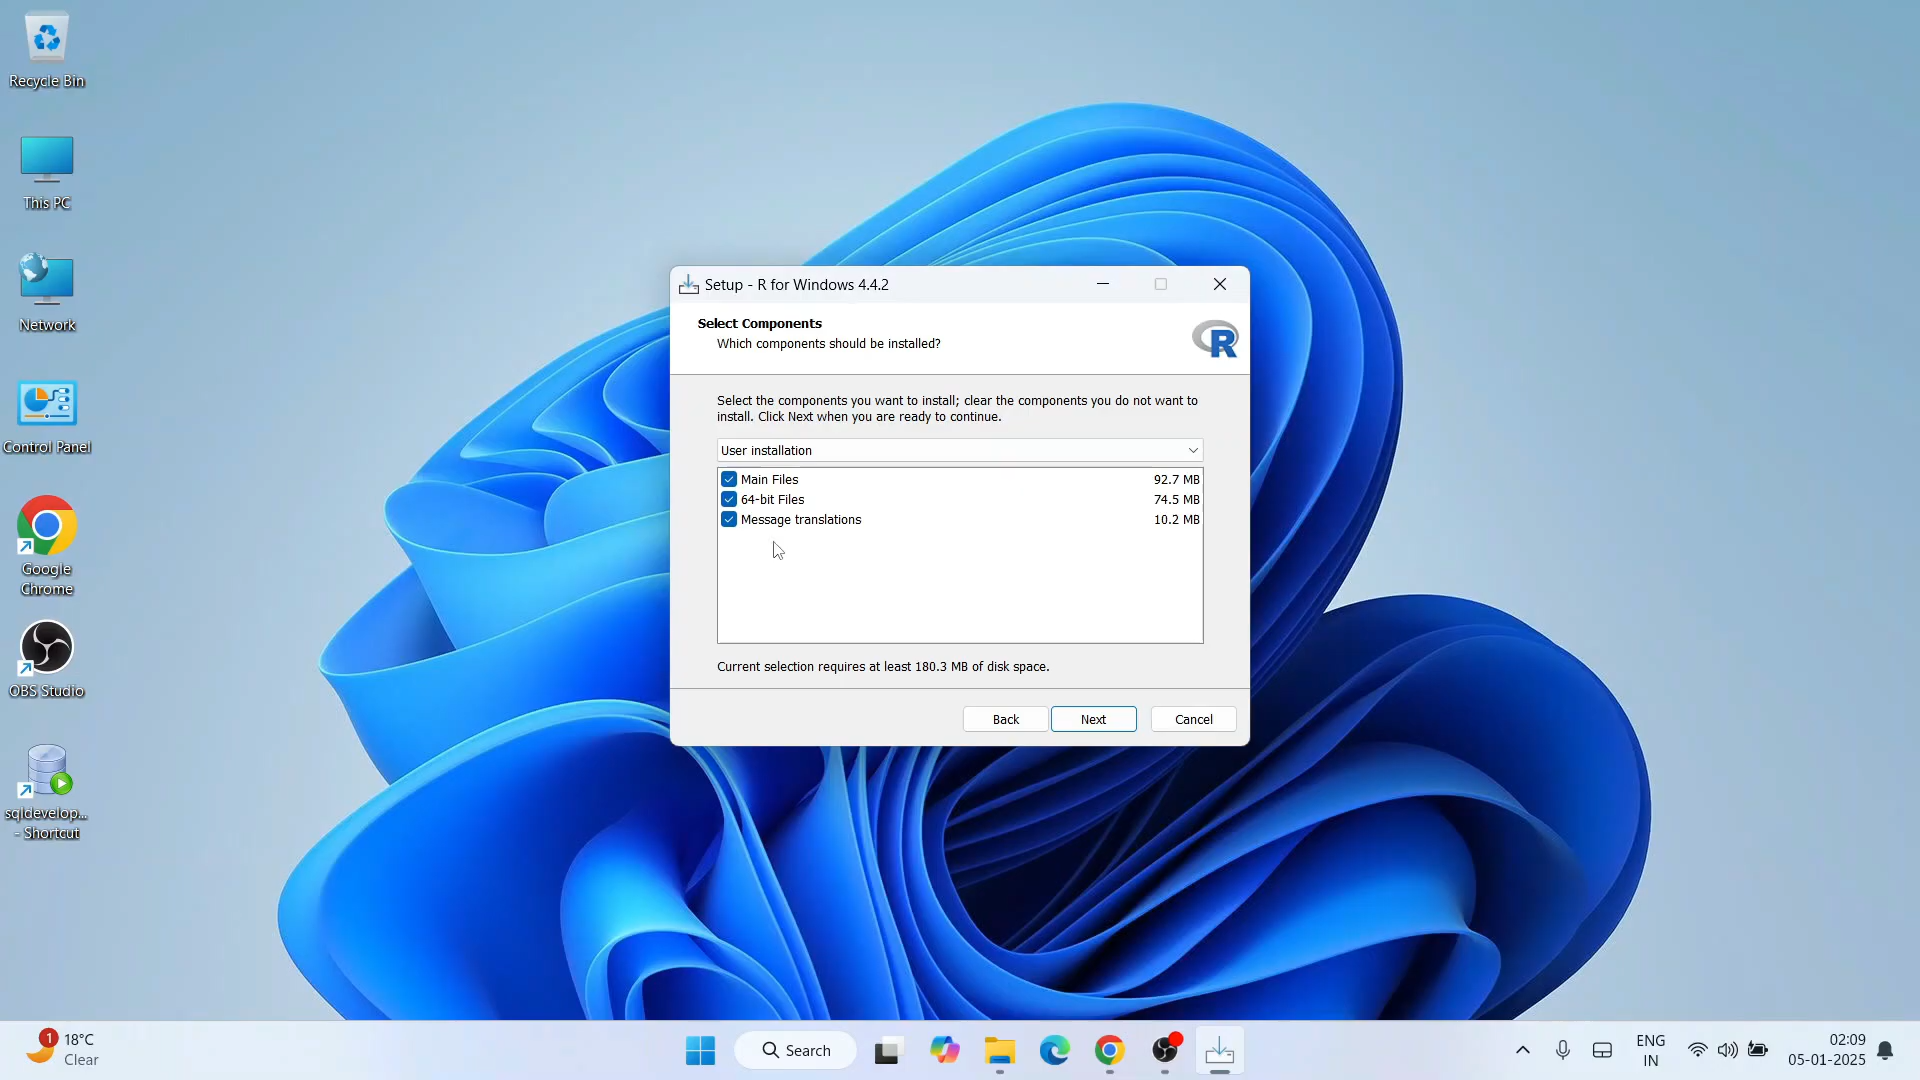 Recycle Bin
This PC
Network
Control Panel
Google
Chrome
OBS Studio
sqldevelop...
- Shortcut
Setup - R for Windows 4.4.2
Select Components
Which components should be installed?
R
Select the components you want to install; clear the components you do not want to
install. Click Next when you are ready to continue.
User installation
Main Files 92.7 MB
64-bit Files 74.5 MB
Message translations 10.2 MB
Current selection requires at least 180.3 MB of disk space.
Back Next Cancel
1
18°C
Clear
Search
ENG
IN
02:09
05-01-2025